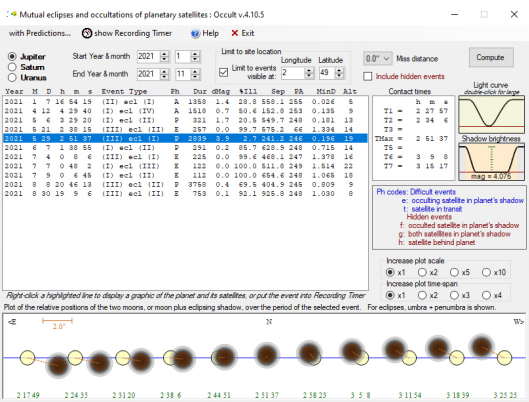 Mutual eclipses and occultations of planetary satellites : Occult v.4.10.5
with Predictions... show Recording Timer Help Exit
Jupiter
Saturn
Uranus
Start Year & Month 2021 1
End Year & Month 2021 11
Limit to site location
Longitude Latitude
Limit to events visible at: 2 49
0.0" Miss distance
Include hidden events
Compute
Year M D h m s Event Type Ph Dur dMag %Ill Sep PA MinD Alt
2021 1 7 16 54 19 (II) ecl (I) A 1358 1.4 28.8 558.1 255 0.026 5
2021 4 12 4 29 40 (I) ecl (IV) A 1518 0.7 50.6 152.8 253 0.135 9
2021 5 6 3 29 20 (I) ecl (II) P 321 1.7 20.5 549.7 248 0.181 13
2021 5 21 2 38 15 (III) ecl (II) E 257 0.0 99.7 575.2 66 1.334 14
2021 5 29 2 51 37 (I) ecl (II) P 2839 3.9 2.7 241.2 246 0.196 19
2021 6 7 1 38 55 (I) ecl (II) P 291 0.2 85.7 628.9 248 0.715 14
2021 7 4 0 8 6 (III) ecl (I) E 225 0.0 99.6 468.1 247 1.378 16
2021 7 7 0 48 2 (I) ecl (III) E 122 0.0 100.0 511.8 249 1.514 22
2021 7 9 0 6 45 (I) ecl (II) E 112 0.0 100.0 654.6 248 1.065 18
2021 8 8 20 46 13 (III) ecl (II) P 3758 0.4 69.5 404.9 245 0.809 9
2021 8 30 19 9 6 (III) ecl (II) E 753 0.1 92.1 925.8 248 1.030 8
Contact times
h m s
T1 = 2 27 57
T2 = 2 34 6
T3 =
TMax = 2 51 37
T5 =
T6 = 3 9 8
T7 = 3 15 17
Light curve
double-click for large
Shadow brightness
mag = 4.076
Ph codes: Difficult events
e: occulting satellite in planet's shadow
t: satellite in transit
Hidden events
f: occulted satellite in planet's shadow
g: both satellites in planet's shadow
h: satellite behind planet
Increase plot scale
x1 x2 x5 x10
Increase plot time-span
x1 x2 x3 x4
Right-click a highlighted line to display a graphic of the planet and its satellites, or put the event into Recording Timer
Plot of the relative positions of the two moons, or moon plus eclipsing shadow, over the period of the selected event. For eclipses, umbra + penumbra is shown.
<E N W>
2.0"
2 17 49 2 24 35 2 31 20 2 38 6 2 44 51 2 51 37 2 58 23 3 5 8 3 11 54 3 18 39 3 25 25